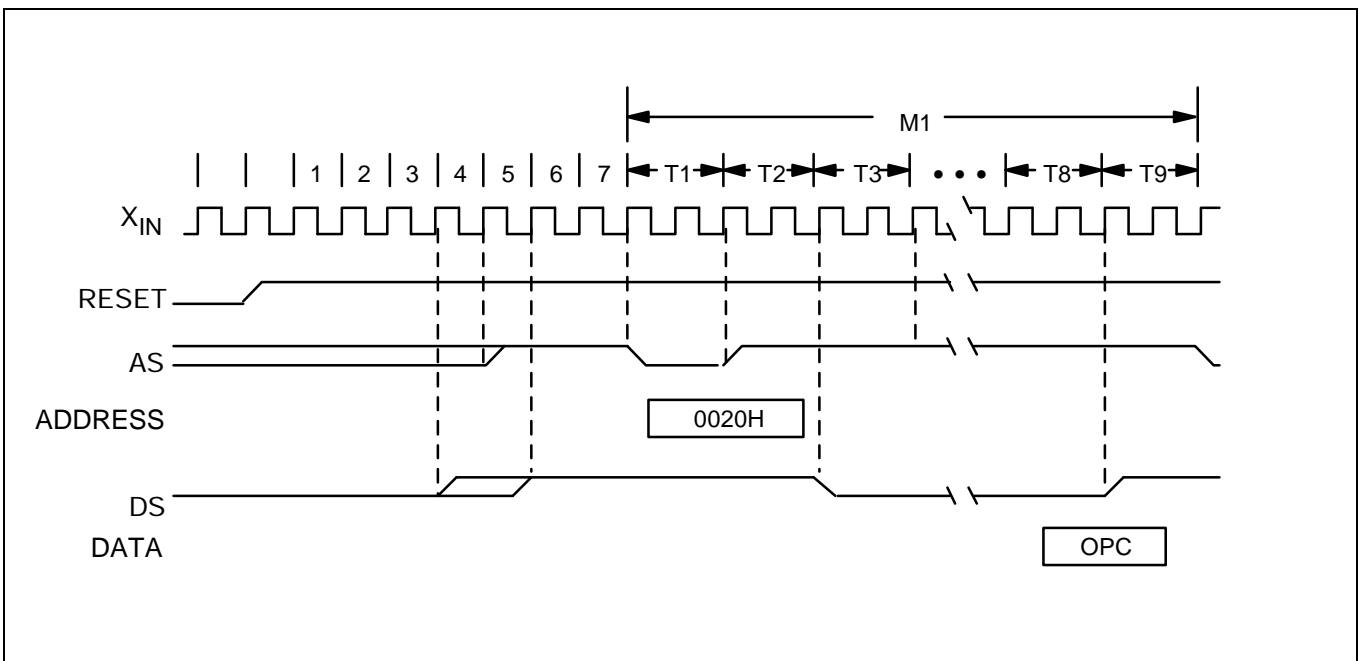 M1
1 2 3 4 5 6 7 T1 T2 T3 • • • T8 T9
XIN
RESET
AS
ADDRESS 0020H
DS
DATA OPC